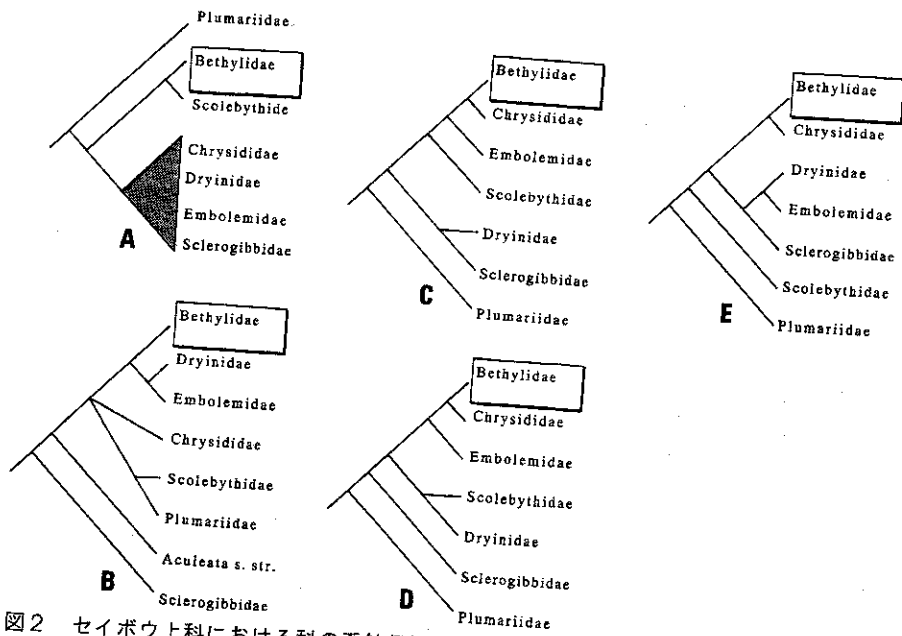 Plumariidae
Bethylidae
Scolebythide
Chrysididae
Dryinidae
Embolemidae
Sclerogibbidae
A
Bethylidae
Dryinidae
Embolemidae
Chrysididae
Scolebythidae
Plumariidae
Aculeata s. str.
Sclerogibbidae
B
Bethylidae
Chrysididae
Embolemidae
Scolebythidae
Dryinidae
Sclerogibbidae
Plumariidae
C
Bethylidae
Chrysididae
Embolemidae
Scolebythidae
Dryinidae
Sclerogibbidae
Plumariidae
D
Bethylidae
Chrysididae
Dryinidae
Embolemidae
Sclerogibbidae
Scolebythidae
Plumariidae
E
図2 セイボウ上科における科の